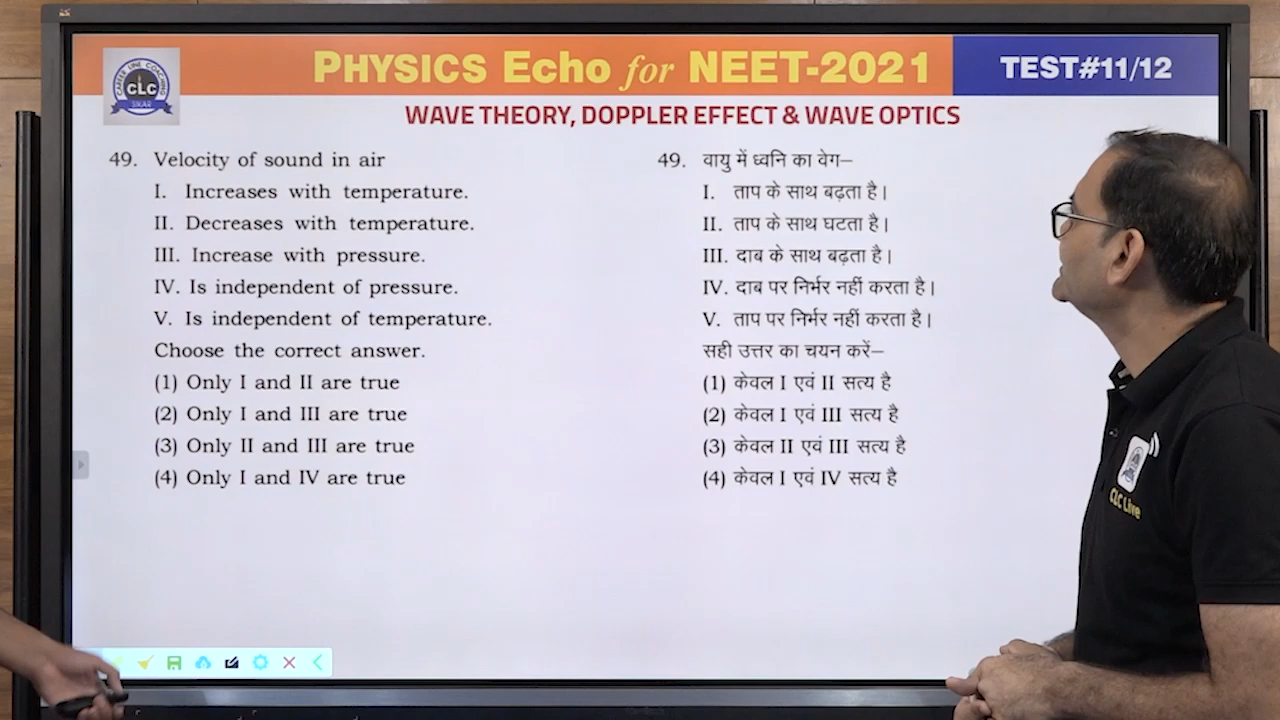 PHYSICS Echo for NEET-2021
TEST#11/12
CAREER LINE COACHING
CLC
SIKAR
WAVE THEORY, DOPPLER EFFECT & WAVE OPTICS
49. Velocity of sound in air
I. Increases with temperature.
II. Decreases with temperature.
III. Increase with pressure.
IV. Is independent of pressure.
V. Is independent of temperature.
Choose the correct answer.
(1) Only I and II are true
(2) Only I and III are true
(3) Only II and III are true
(4) Only I and IV are true
49. वायु में ध्वनि का वेग–
I. ताप के साथ बढ़ता है।
II. ताप के साथ घटता है।
III. दाब के साथ बढ़ता है।
IV. दाब पर निर्भर नहीं करता है।
V. ताप पर निर्भर नहीं करता है।
सही उत्तर का चयन करें–
(1) केवल I एवं II सत्य है
(2) केवल I एवं III सत्य है
(3) केवल II एवं III सत्य है
(4) केवल I एवं IV सत्य है
CLC Live